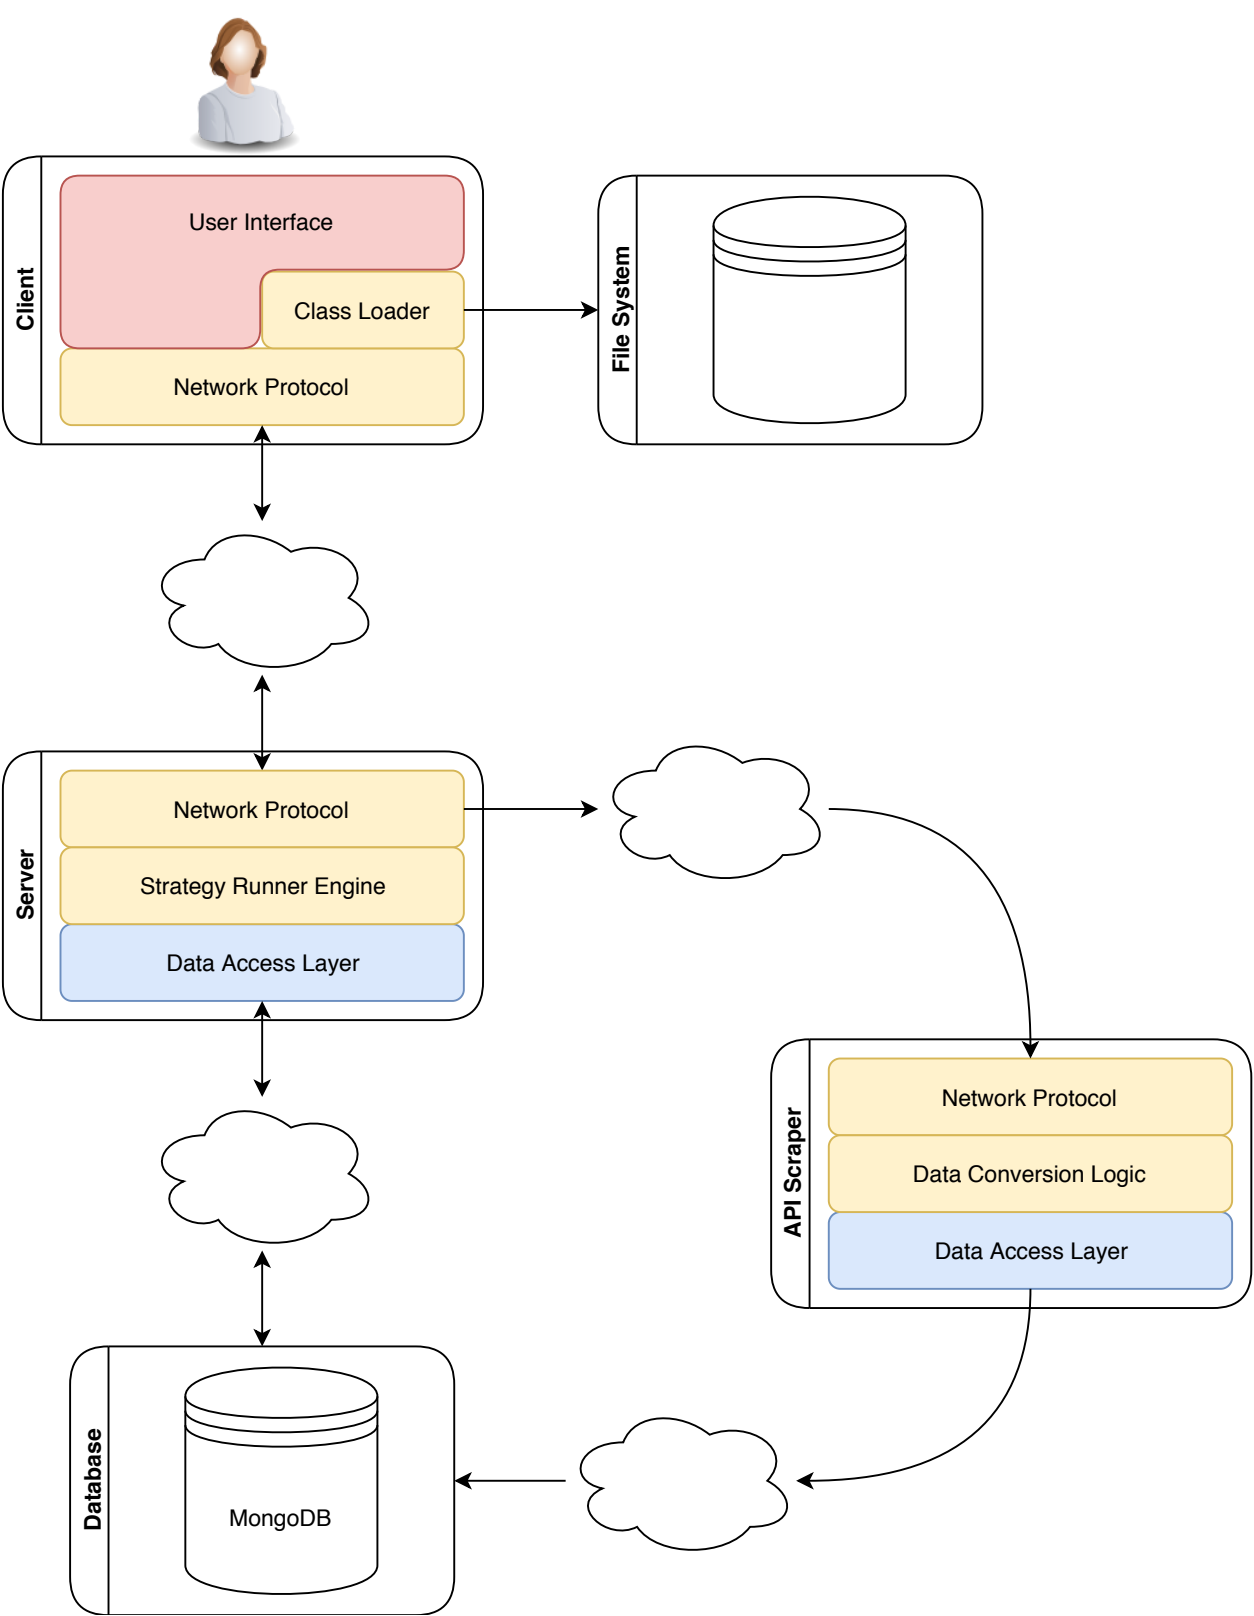 Client
User Interface
Class Loader
Network Protocol
File System
Server
Network Protocol
Strategy Runner Engine
Data Access Layer
API Scraper
Network Protocol
Data Conversion Logic
Data Access Layer
Database
MongoDB